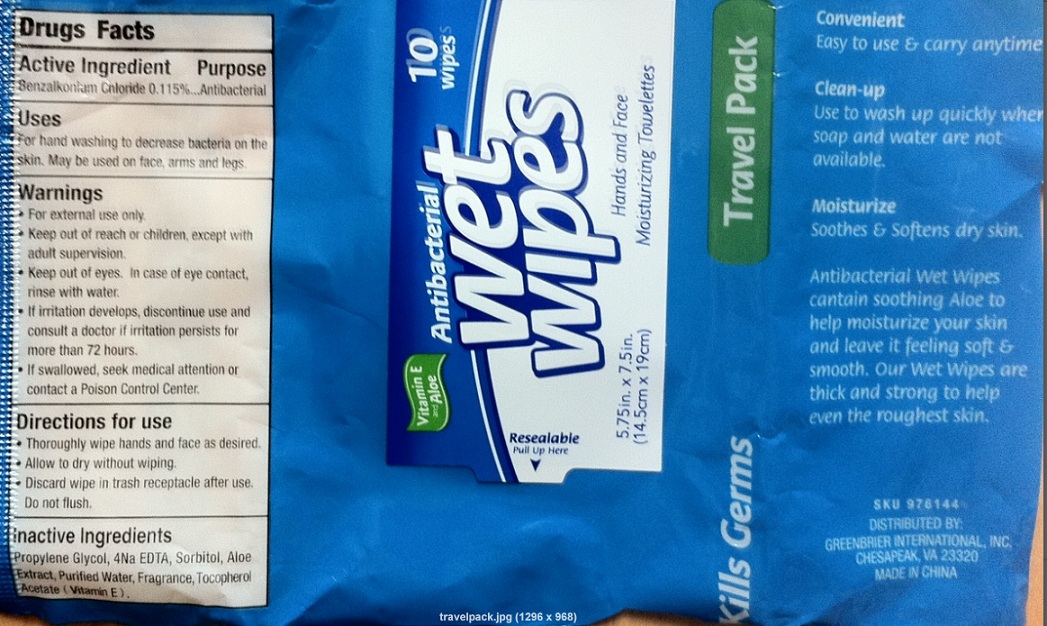 Drugs Facts
Active Ingredient Purpose
Benzalkonium Chloride 0.115%...Antibacterial
Uses
For hand washing to decrease bacteria on the
skin. May be used on face, arms and legs.
Warnings
• For external use only.
• Keep out of reach or children, except with
adult supervision.
• Keep out of eyes. In case of eye contact,
rinse with water.
• If irritation develops, discontinue use and
consult a doctor if irritation persists for
more than 72 hours.
• If swallowed, seek medical attention or
contact a Poison Control Center.
Directions for use
• Thoroughly wipe hands and face as desired.
• Allow to dry without wiping.
• Discard wipe in trash receptacle after use.
Do not flush.
Inactive Ingredients
Propylene Glycol, 4Na EDTA, Sorbitol, Aloe
Extract, Purified Water, Fragrance, Tocopherol
Acetate ( Vitamin E ) .
Vitamin E
and Aloe
Antibacterial
wet
wipes
10
wipes
Hands and Face
Moisturizing Towelettes
5.75in. x 7.5in.
(14.5cm x 19cm)
Resealable
Pull Up Here
Kills Germs
Travel Pack
Convenient
Easy to use & carry anytime
Clean-up
Use to wash up quickly when
soap and water are not
available.
Moisturize
Soothes & Softens dry skin.
Antibacterial Wet Wipes
cantain soothing Aloe to
help moisturize your skin
and leave it feeling soft &
smooth. Our Wet Wipes are
thick and strong to help
even the roughest skin.
SKU 976144
DISTRIBUTED BY:
GREENBRIER INTERNATIONAL, INC.
CHESAPEAK, VA 23320
MADE IN CHINA
travelpack.jpg (1296 x 968)